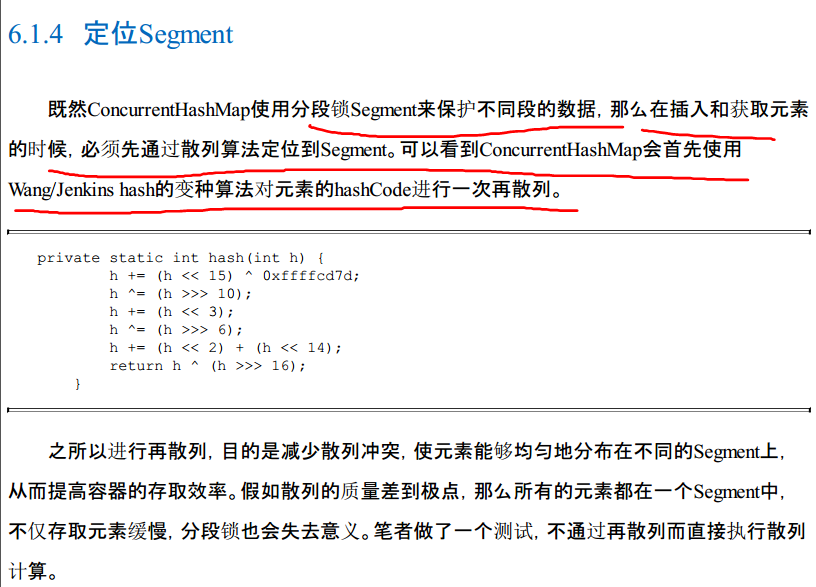 6.1.4 定位Segment
既然ConcurrentHashMap使用分段锁Segment来保护不同段的数据，那么在插入和获取元素
的时候，必须先通过散列算法定位到Segment。可以看到ConcurrentHashMap会首先使用
Wang/Jenkins hash的变种算法对元素的hashCode进行一次再散列。
private static int hash(int h) {
h += (h << 15) ^ 0xffffcd7d;
h ^= (h >>> 10);
h += (h << 3);
h ^= (h >>> 6);
h += (h << 2) + (h << 14);
return h ^ (h >>> 16);
}
之所以进行再散列，目的是减少散列冲突，使元素能够均匀地分布在不同的Segment上，
从而提高容器的存取效率。假如散列的质量差到极点，那么所有的元素都在一个Segment中，
不仅存取元素缓慢，分段锁也会失去意义。笔者做了一个测试，不通过再散列而直接执行散列
计算。